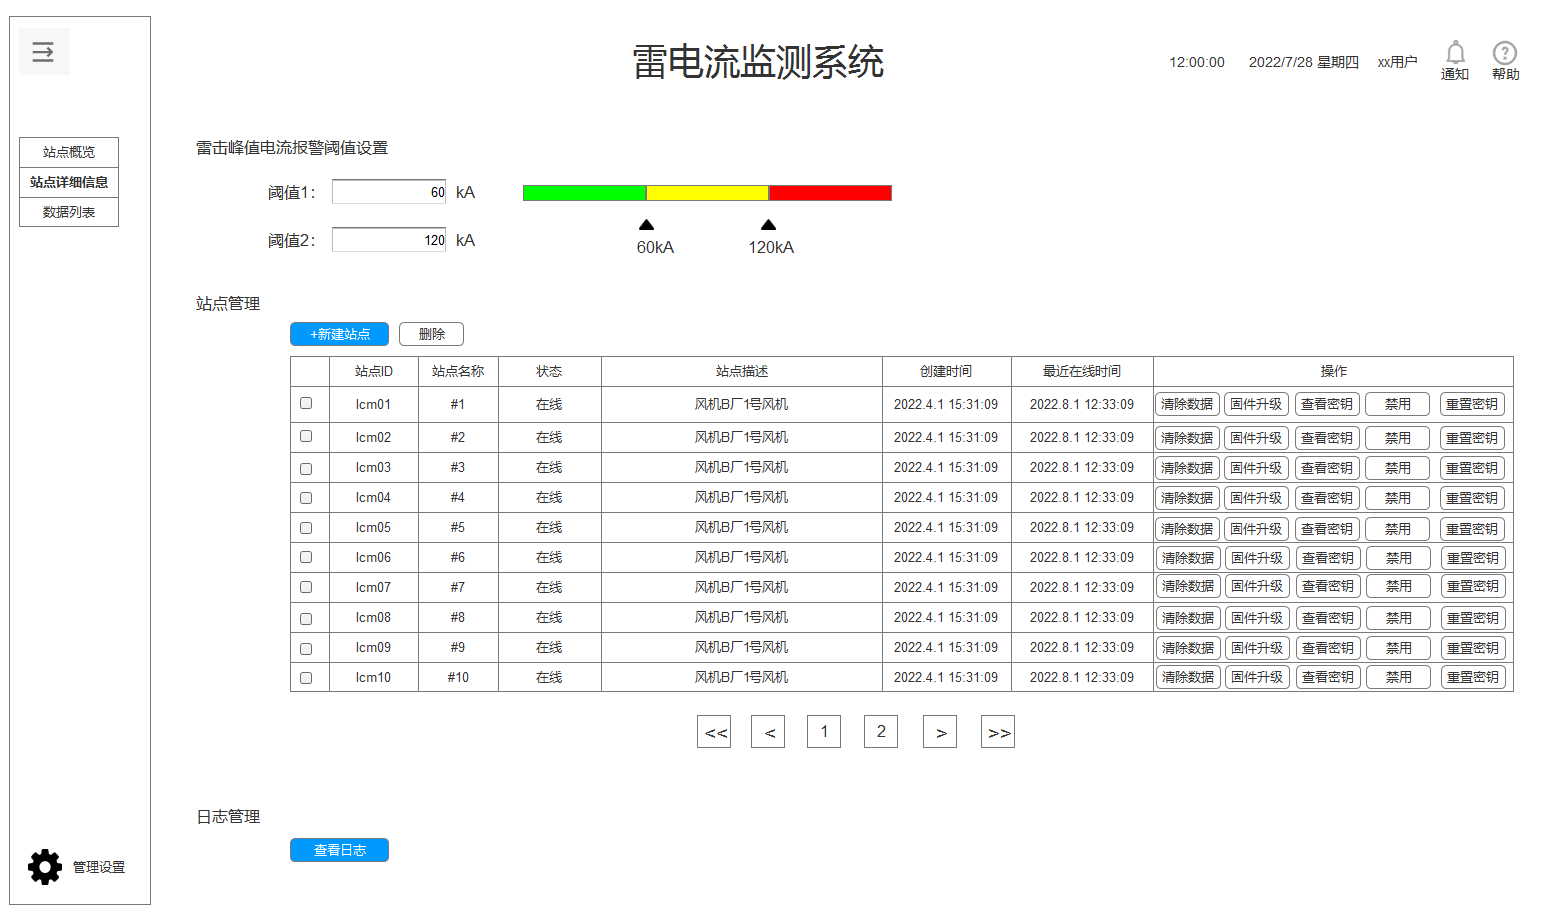 雷电流监测系统
12:00:00 2022/7/28 星期四 xx用户 通知 帮助
站点概览
站点详细信息
数据列表
雷击峰值电流报警阈值设置
阈值1： 60 kA
阈值2： 120 kA
60kA 120kA
站点管理
+新建站点 删除
站点ID 站点名称 状态 站点描述 创建时间 最近在线时间 操作
lcm01 #1 在线 风机B厂1号风机 2022.4.1 15:31:09 2022.8.1 12:33:09 清除数据 固件升级 查看密钥 禁用 重置密钥
lcm02 #2 在线 风机B厂1号风机 2022.4.1 15:31:09 2022.8.1 12:33:09 清除数据 固件升级 查看密钥 禁用 重置密钥
lcm03 #3 在线 风机B厂1号风机 2022.4.1 15:31:09 2022.8.1 12:33:09 清除数据 固件升级 查看密钥 禁用 重置密钥
lcm04 #4 在线 风机B厂1号风机 2022.4.1 15:31:09 2022.8.1 12:33:09 清除数据 固件升级 查看密钥 禁用 重置密钥
lcm05 #5 在线 风机B厂1号风机 2022.4.1 15:31:09 2022.8.1 12:33:09 清除数据 固件升级 查看密钥 禁用 重置密钥
lcm06 #6 在线 风机B厂1号风机 2022.4.1 15:31:09 2022.8.1 12:33:09 清除数据 固件升级 查看密钥 禁用 重置密钥
lcm07 #7 在线 风机B厂1号风机 2022.4.1 15:31:09 2022.8.1 12:33:09 清除数据 固件升级 查看密钥 禁用 重置密钥
lcm08 #8 在线 风机B厂1号风机 2022.4.1 15:31:09 2022.8.1 12:33:09 清除数据 固件升级 查看密钥 禁用 重置密钥
lcm09 #9 在线 风机B厂1号风机 2022.4.1 15:31:09 2022.8.1 12:33:09 清除数据 固件升级 查看密钥 禁用 重置密钥
lcm10 #10 在线 风机B厂1号风机 2022.4.1 15:31:09 2022.8.1 12:33:09 清除数据 固件升级 查看密钥 禁用 重置密钥
<< < 1 2 > >>
日志管理
查看日志
管理设置